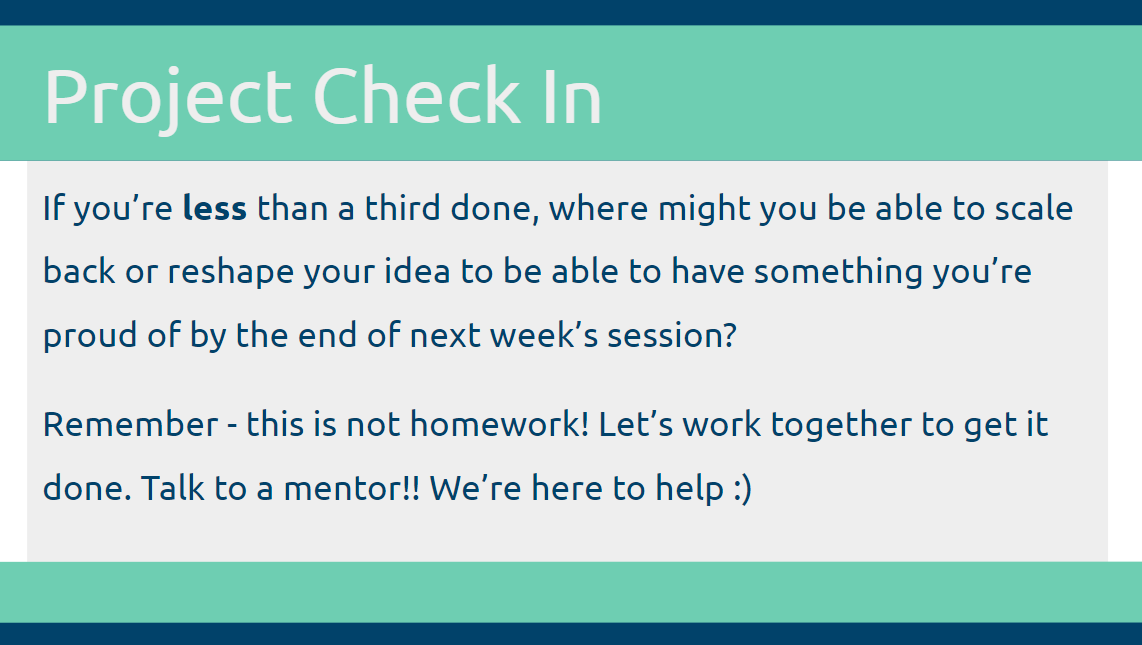 Project Check In
If you’re less than a third done, where might you be able to scale
back or reshape your idea to be able to have something you’re
proud of by the end of next week’s session?
Remember - this is not homework! Let’s work together to get it
done. Talk to a mentor!! We’re here to help :)